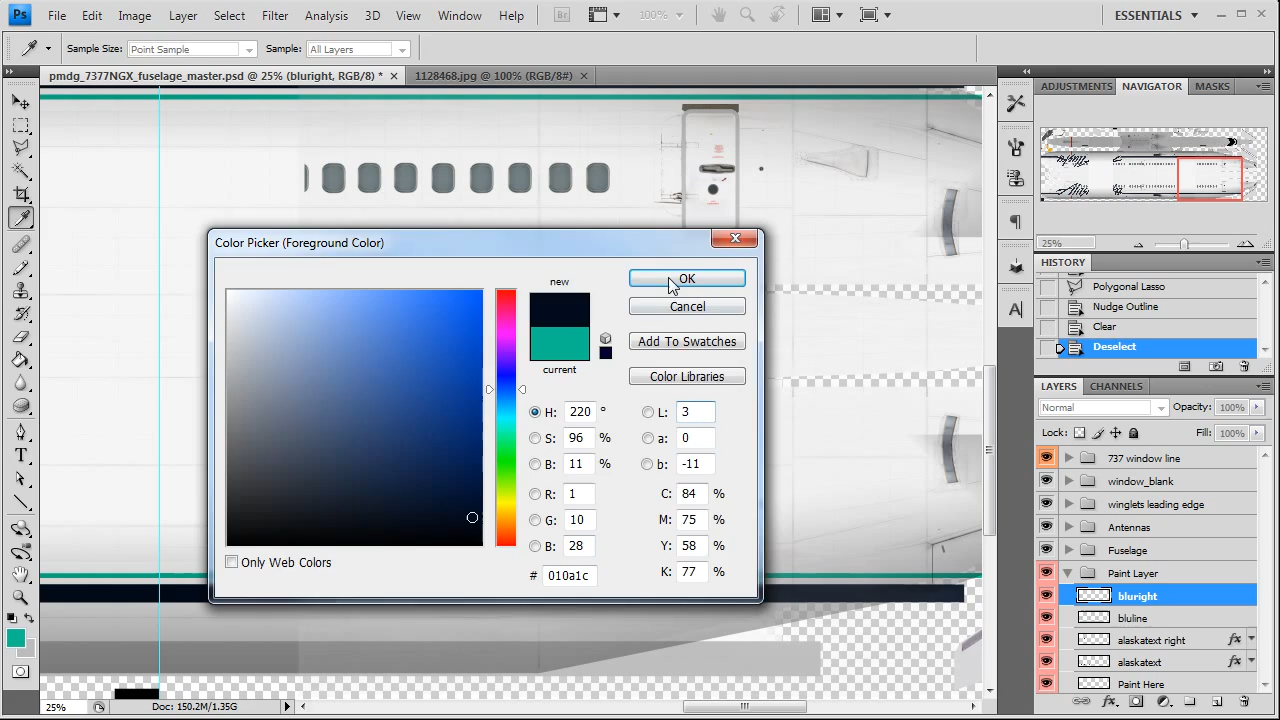 Ps File Edit Image Layer Select Filter Analysis 3D View Window Help Br 100% ESSENTIALS
Sample Size: Point Sample Sample: All Layers
pmdg_7377NGX_fuselage_master.psd @ 25% (bluright, RGB/8) * 1128468.jpg @ 100% (RGB/8#)
ADJUSTMENTS NAVIGATOR MASKS
25%
HISTORY
Polygonal Lasso
Nudge Outline
Clear
Deselect
LAYERS CHANNELS
Normal Opacity: 100%
Lock: Fill: 100%
737 window line
window_blank
winglets leading edge
Antennas
Fuselage
Paint Layer
bluright
bluline
alaskatext right fx
alaskatext fx
Paint Here
Color Picker (Foreground Color)
new
current
OK
Cancel
Add To Swatches
Color Libraries
H: 220 °
S: 96 %
B: 11 %
R: 1
G: 10
B: 28
# 010a1c
L: 3
a: 0
b: -11
C: 84 %
M: 75 %
Y: 58 %
K: 77 %
Only Web Colors
25% Doc: 150.2M/1.35G